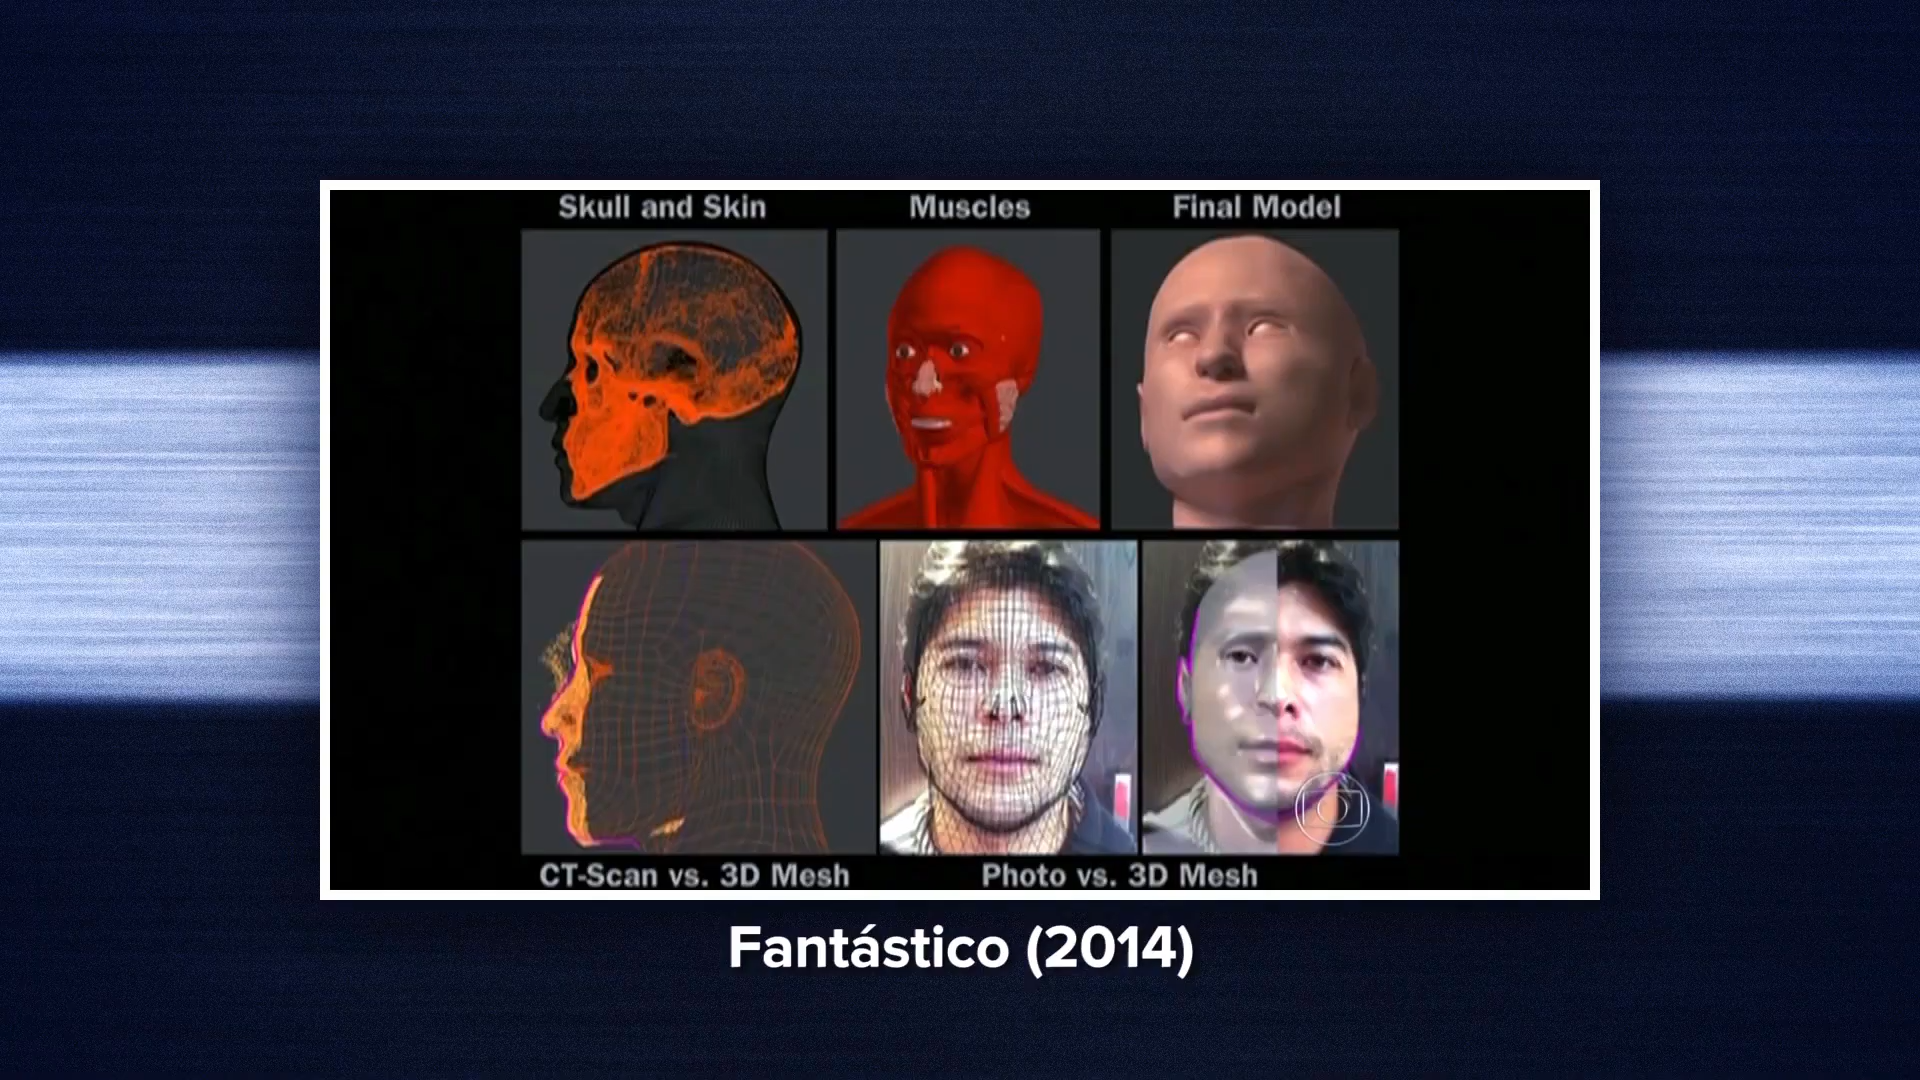 Skull and Skin
Muscles
Final Model
CT-Scan vs. 3D Mesh
Photo vs. 3D Mesh
Fantástico (2014)